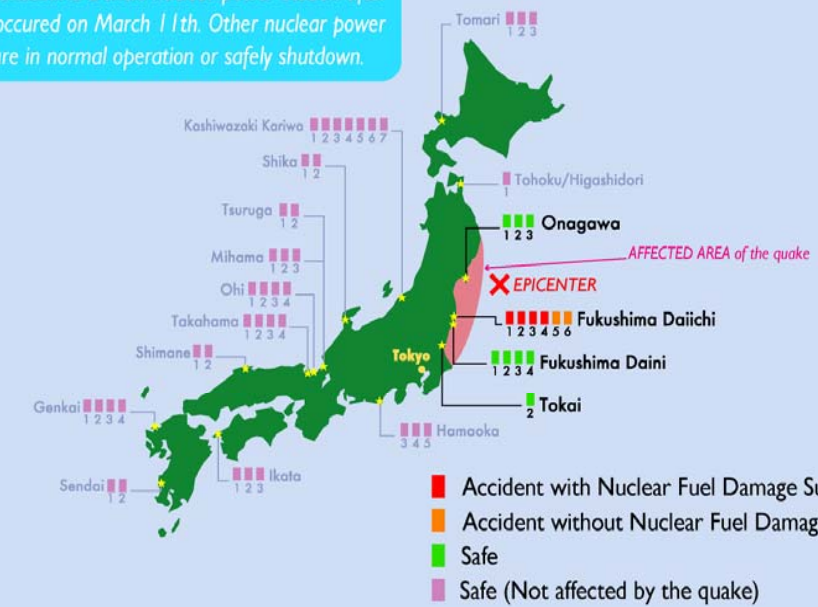 occured on March 11th. Other nuclear power
are in normal operation or safely shutdown.
Tomari
1 2 3
Kashiwazaki Kariwa
1 2 3 4 5 6 7
Shika
1 2
Tohoku/Higashidori
1
Tsuruga
1 2
Onagawa
1 2 3
Mihama
1 2 3
AFFECTED AREA of the quake
Ohi
1 2 3 4
EPICENTER
Takahama
1 2 3 4
Fukushima Daiichi
1 2 3 4 5 6
Shimane
1 2
Tokyo
Fukushima Daini
1 2 3 4
Genkai
1 2 3 4
Tokai
2
Hamaoka
3 4 5
Sendai
1 2
Ikata
1 2 3
Accident with Nuclear Fuel Damage Su
Accident without Nuclear Fuel Damag
Safe
Safe (Not affected by the quake)